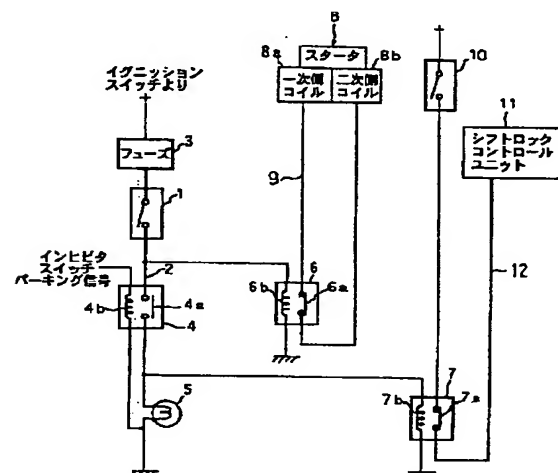 8
8a
スタータ
8b
一次側
コイル
二次側
コイル
10
イグニッション
スイッチより
11
シフトロック
コントロール
ユニット
フューズ
3
1
9
12
インヒビタ
スイッチ
パーキング信号
2
4b
4a
4
6
6b
6a
5
7
7b
7a